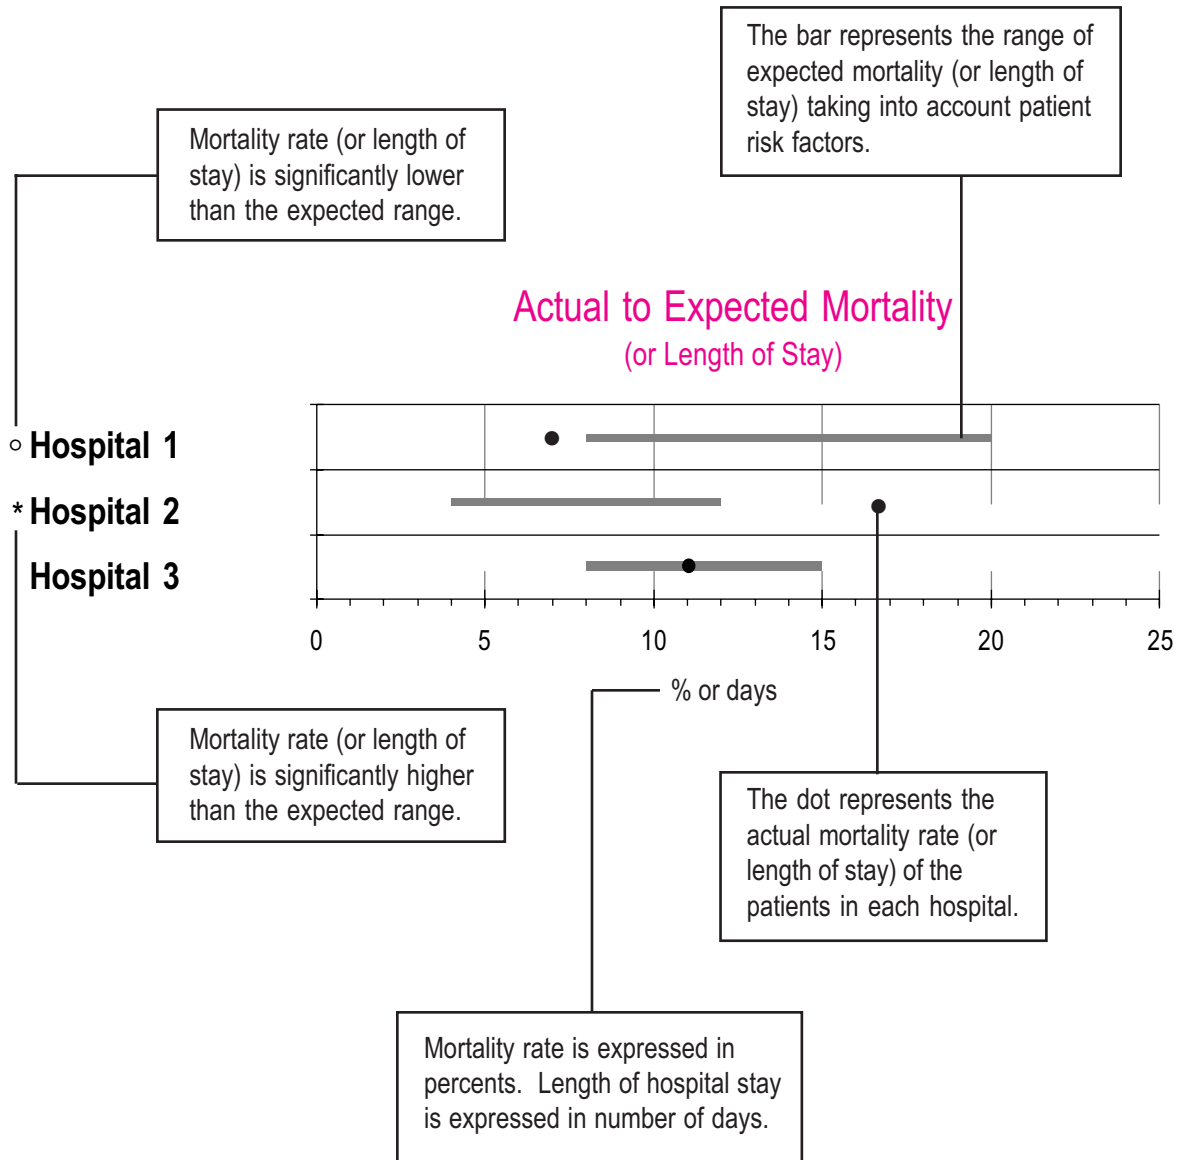 The bar represents the range of
expected mortality (or length of
stay) taking into account patient
risk factors.
Mortality rate (or length of
stay) is significantly lower
than the expected range.
Actual to Expected Mortality
(or Length of Stay)
○ Hospital 1
* Hospital 2
Hospital 3
0 5 10 15 20 25
% or days
Mortality rate (or length of
stay) is significantly higher
than the expected range.
The dot represents the
actual mortality rate (or
length of stay) of the
patients in each hospital.
Mortality rate is expressed in
percents. Length of hospital stay
is expressed in number of days.